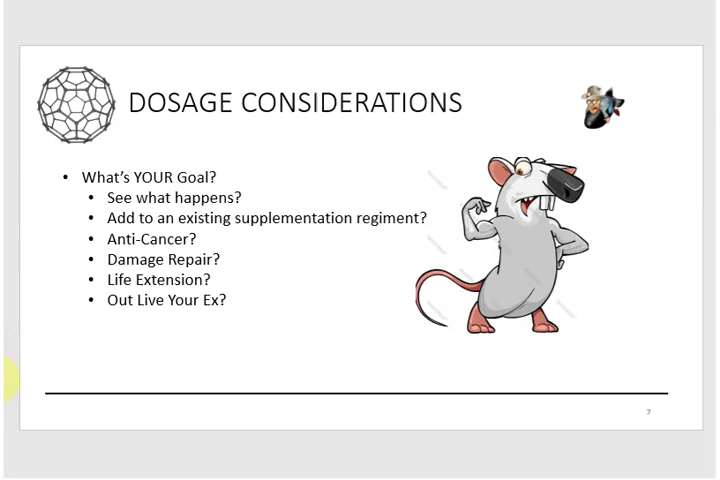 DOSAGE CONSIDERATIONS
• What's YOUR Goal?
• See what happens?
• Add to an existing supplementation regiment?
• Anti-Cancer?
• Damage Repair?
• Life Extension?
• Out Live Your Ex?
7